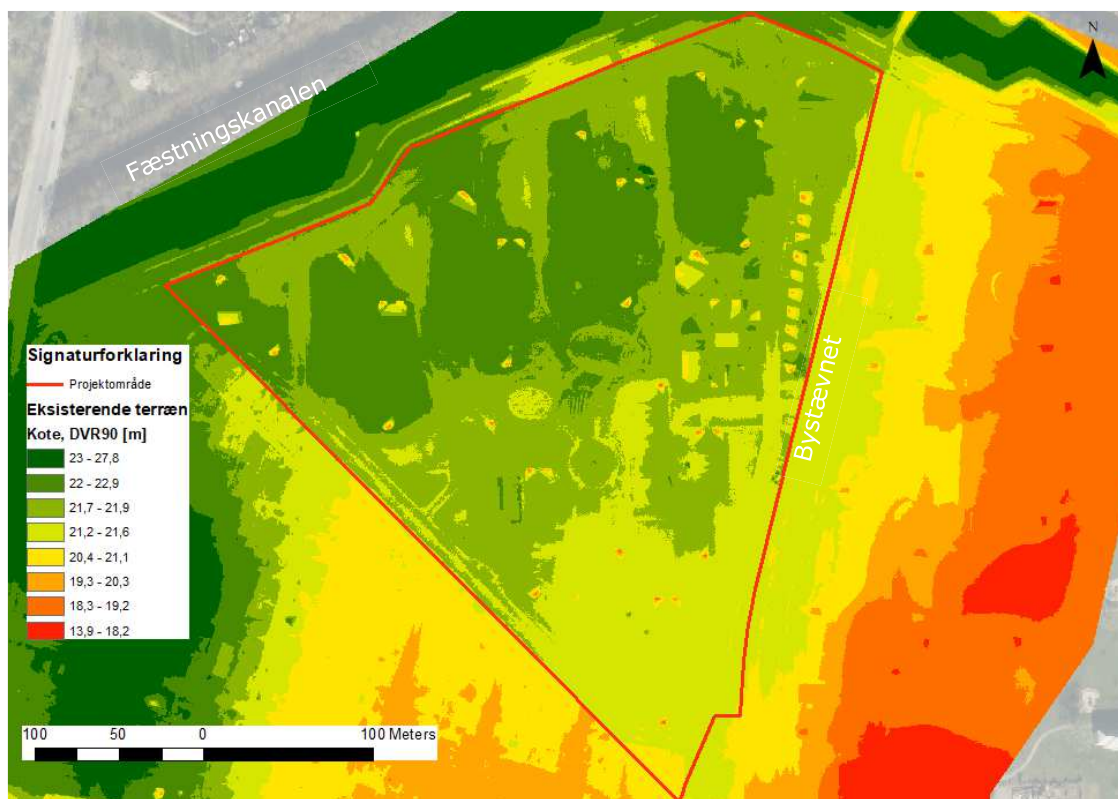 N
Fæstningskanalen
Bystævnet
Signaturforklaring
Projektområde
Eksisterende terræn
Kote, DVR90 [m]
23 - 27,8
22 - 22,9
21,7 - 21,9
21,2 - 21,6
20,4 - 21,1
19,3 - 20,3
18,3 - 19,2
13,9 - 18,2
100 50 0 100 Meters